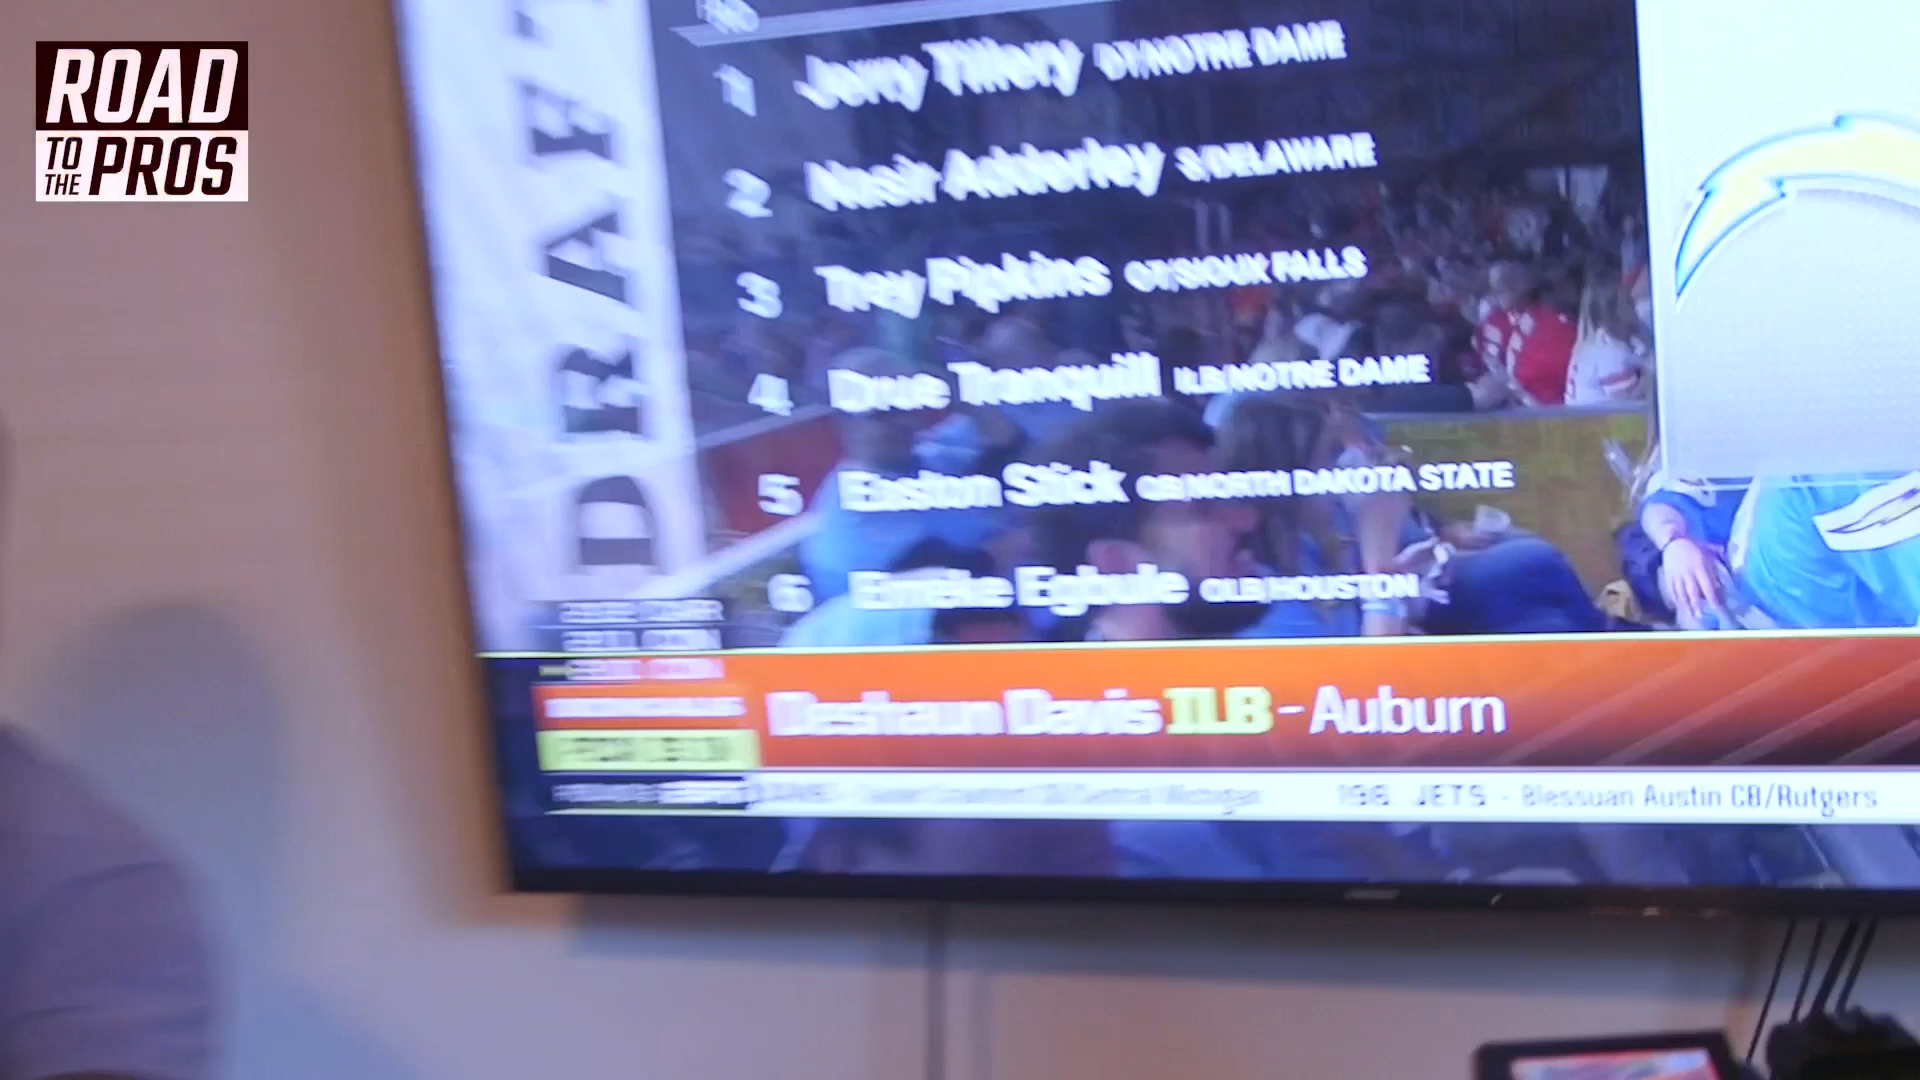 ROAD
TO THE PROS
DRAFT
RND
1 Jerry Tillery DT/NOTRE DAME
2 Nasir Adderley S/DELAWARE
3 Trey Pipkins OT/SIOUX FALLS
4 Drue Tranquill ILB/NOTRE DAME
5 Easton Stick QB/NORTH DAKOTA STATE
6 Emeke Egbule OLB/HOUSTON
Deshaun Davis ILB - Auburn
196 JETS - Blessuan Austin CB/Rutgers